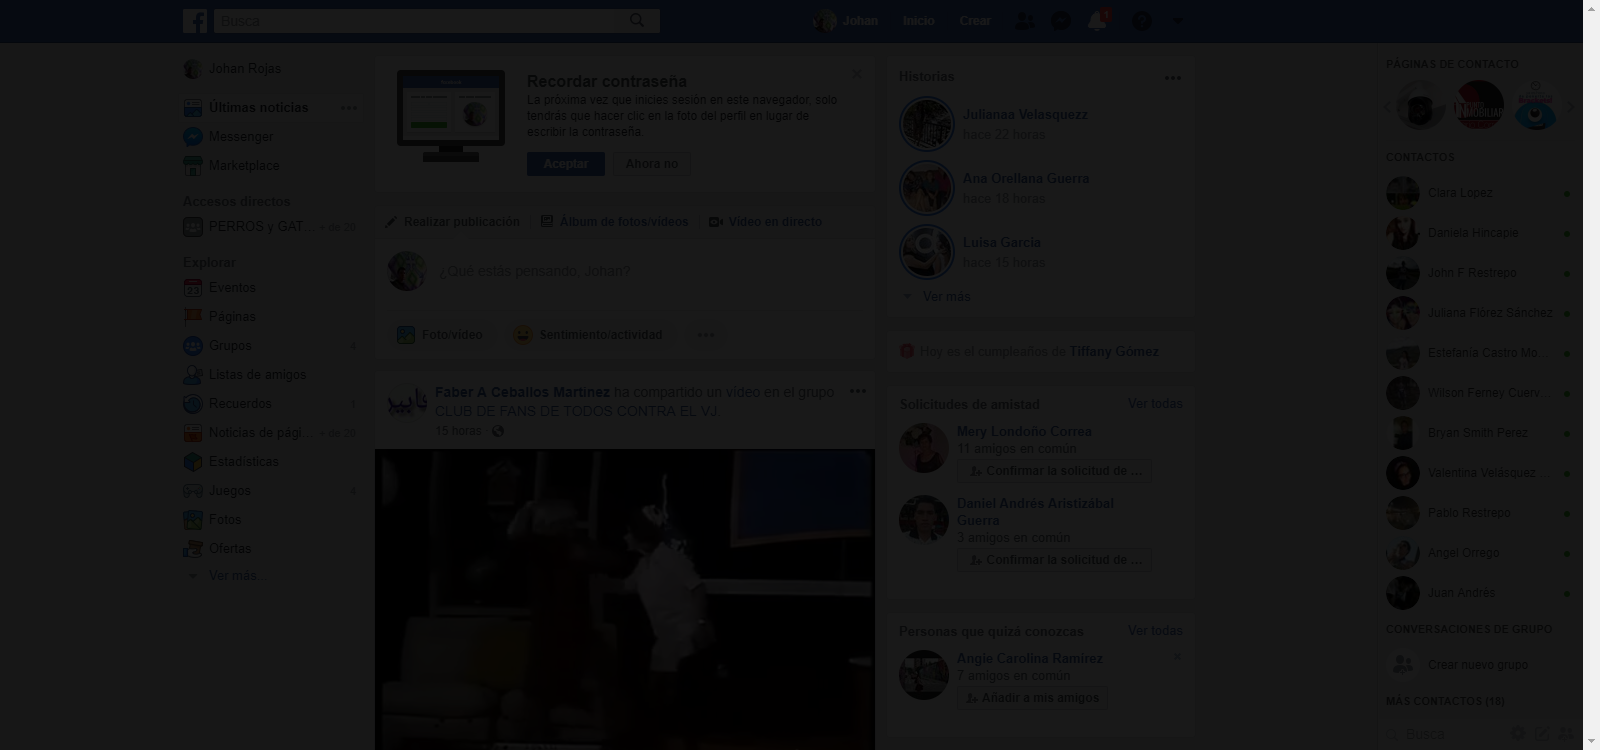 Busca
Johan
Inicio
Crear
1
Johan Rojas
Últimas noticias
Messenger
Marketplace
Accesos directos
PERROS y GAT...
Explorar
Eventos
23
Páginas
Grupos
Listas de amigos
Recuerdos
Noticias de pági...
Estadísticas
Juegos
Fotos
Ofertas
Ver más...
Recordar contraseña
La próxima vez que inicies sesión en este navegador, solo
tendrás que hacer clic en la foto del perfil en lugar de
escribir la contraseña.
Aceptar
Ahora no
Realizar publicación
Álbum de fotos/vídeos
Vídeo en directo
¿Qué estás pensando, Johan?
Foto/vídeo
Sentimiento/actividad
Faber A Ceballos Martinez ha compartido un vídeo en el grupo
CLUB DE FANS DE TODOS CONTRA EL VJ.
15 horas ·
Historias
Julianaa Velasquezz
hace 22 horas
Ana Orellana Guerra
hace 18 horas
Luisa García
hace 15 horas
Ver más
Hoy es el cumpleaños de Tiffany Gómez
Solicitudes de amistad
Ver todas
Mery Londoño Correa
11 amigos en común
Confirmar la solicitud de ...
Daniel Andrés Aristizábal
Guerra
3 amigos en común
Confirmar la solicitud de ...
Personas que quizá conozcas
Ver todas
Angie Carolina Ramirez
7 amigos en común
Añadir a mis amigos
PÁGINAS DE CONTACTO
CONTACTOS
Clara Lopez
Daniela Hincapie
John F Restrepo
Juliana Flórez Sánchez
Estefanía Castro Mo...
Wilson Ferney Cuerv...
Bryan Smith Perez
Valentina Velásquez
Pablo Restrepo
Angel Orrego
Juan Andrés
CONVERSACIONES DE GRUPO
Crear nuevo grupo
MÁS CONTACTOS (16)
Busca